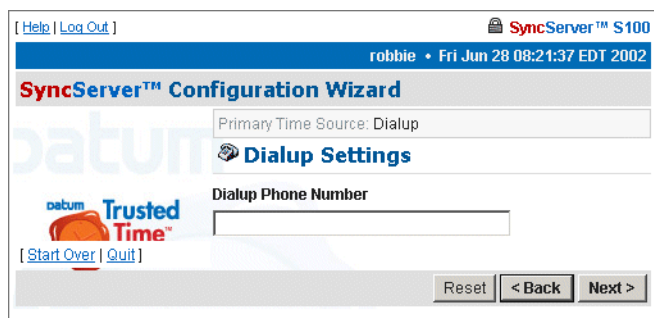 [ Help | Log Out ]
SyncServer™ S100
robbie • Fri Jun 28 08:21:37 EDT 2002
SyncServer™ Configuration Wizard
Primary Time Source: Dialup
Datum
Dialup Settings
Dialup Phone Number
Datum Trusted Time™
[ Start Over | Quit ]
Reset
< Back
Next >